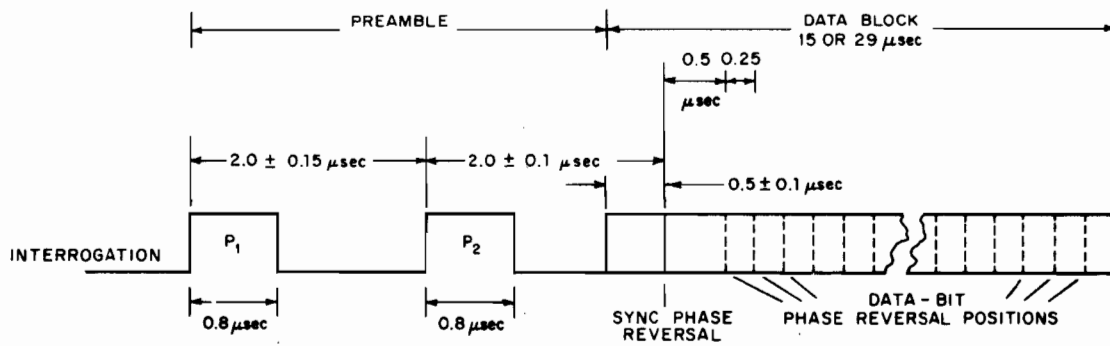 PREAMBLE
DATA BLOCK
15 OR 29 μsec
0.5 0.25
μsec
2.0 ± 0.15 μsec
2.0 ± 0.1 μsec
0.5 ± 0.1 μsec
INTERROGATION
P1
P2
0.8 μsec
0.8 μsec
SYNC PHASE
REVERSAL
DATA - BIT
PHASE REVERSAL POSITIONS